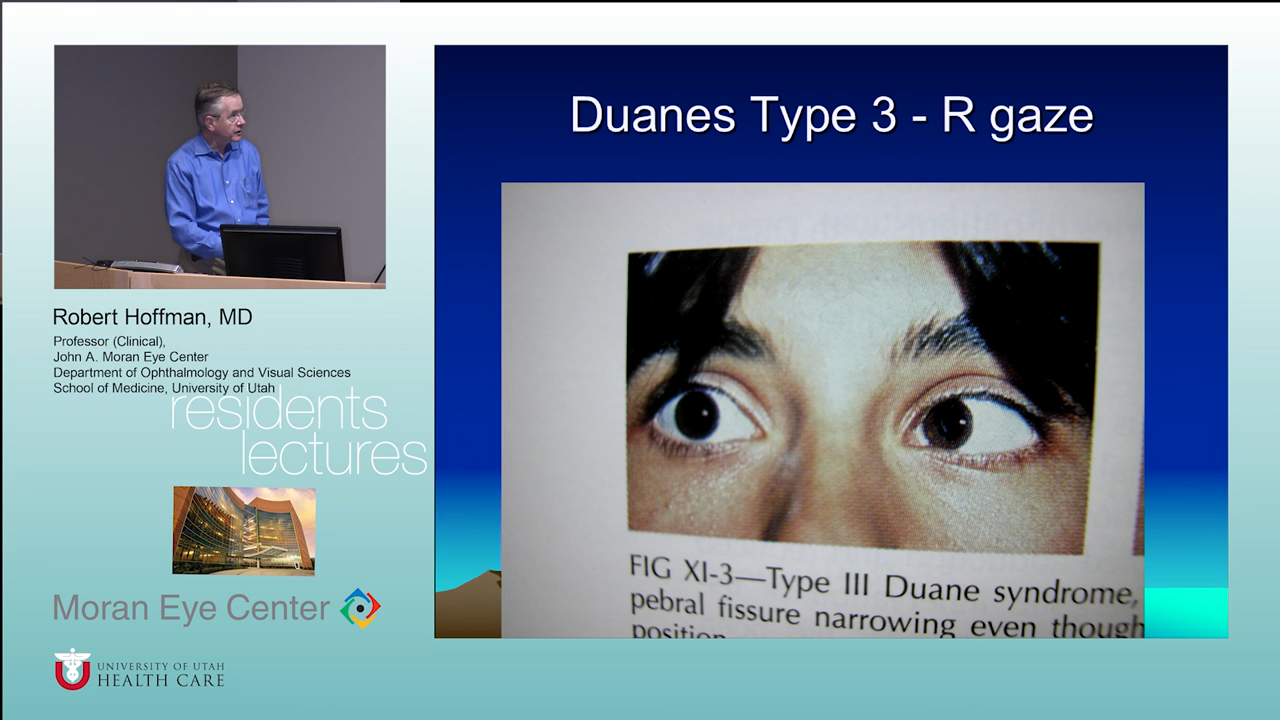 Duanes Type 3 - R gaze
FIG XI-3—Type III Duane syndrome,
pebral fissure narrowing even though
position
Robert Hoffman, MD
Professor (Clinical),
John A. Moran Eye Center
Department of Ophthalmology and Visual Sciences
School of Medicine, University of Utah
residents
lectures
Moran Eye Center
UNIVERSITY OF UTAH
HEALTH CARE